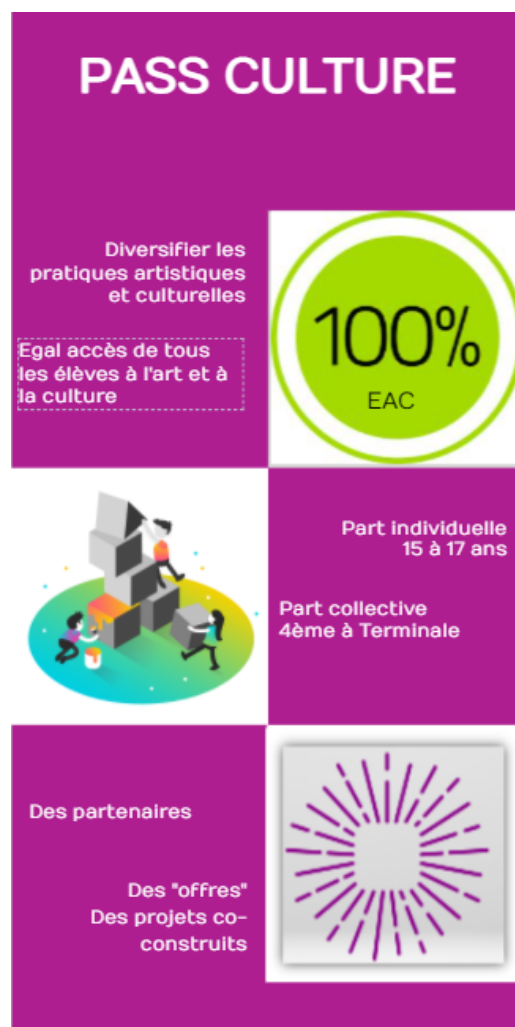 PASS CULTURE
Diversifier les
pratiques artistiques
et culturelles
100%
EAC
Egal accès de tous
les élèves à l'art et à
la culture
Part individuelle
15 à 17 ans
Part collective
4ème à Terminale
Des partenaires
Des "offres"
Des projets co-
construits